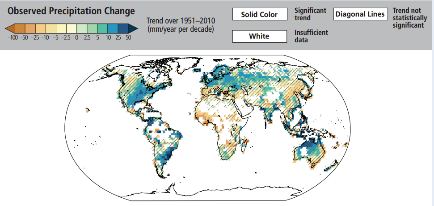 Observed Precipitation Change
Trend over 1951–2010
(mm/year per decade)
-100 -50 -25 -10 -5 -2.5 0 2.5 5 10 25 50
Solid Color
Significant
trend
Diagonal Lines
Trend not
statistically
significant
White
Insufficient
data